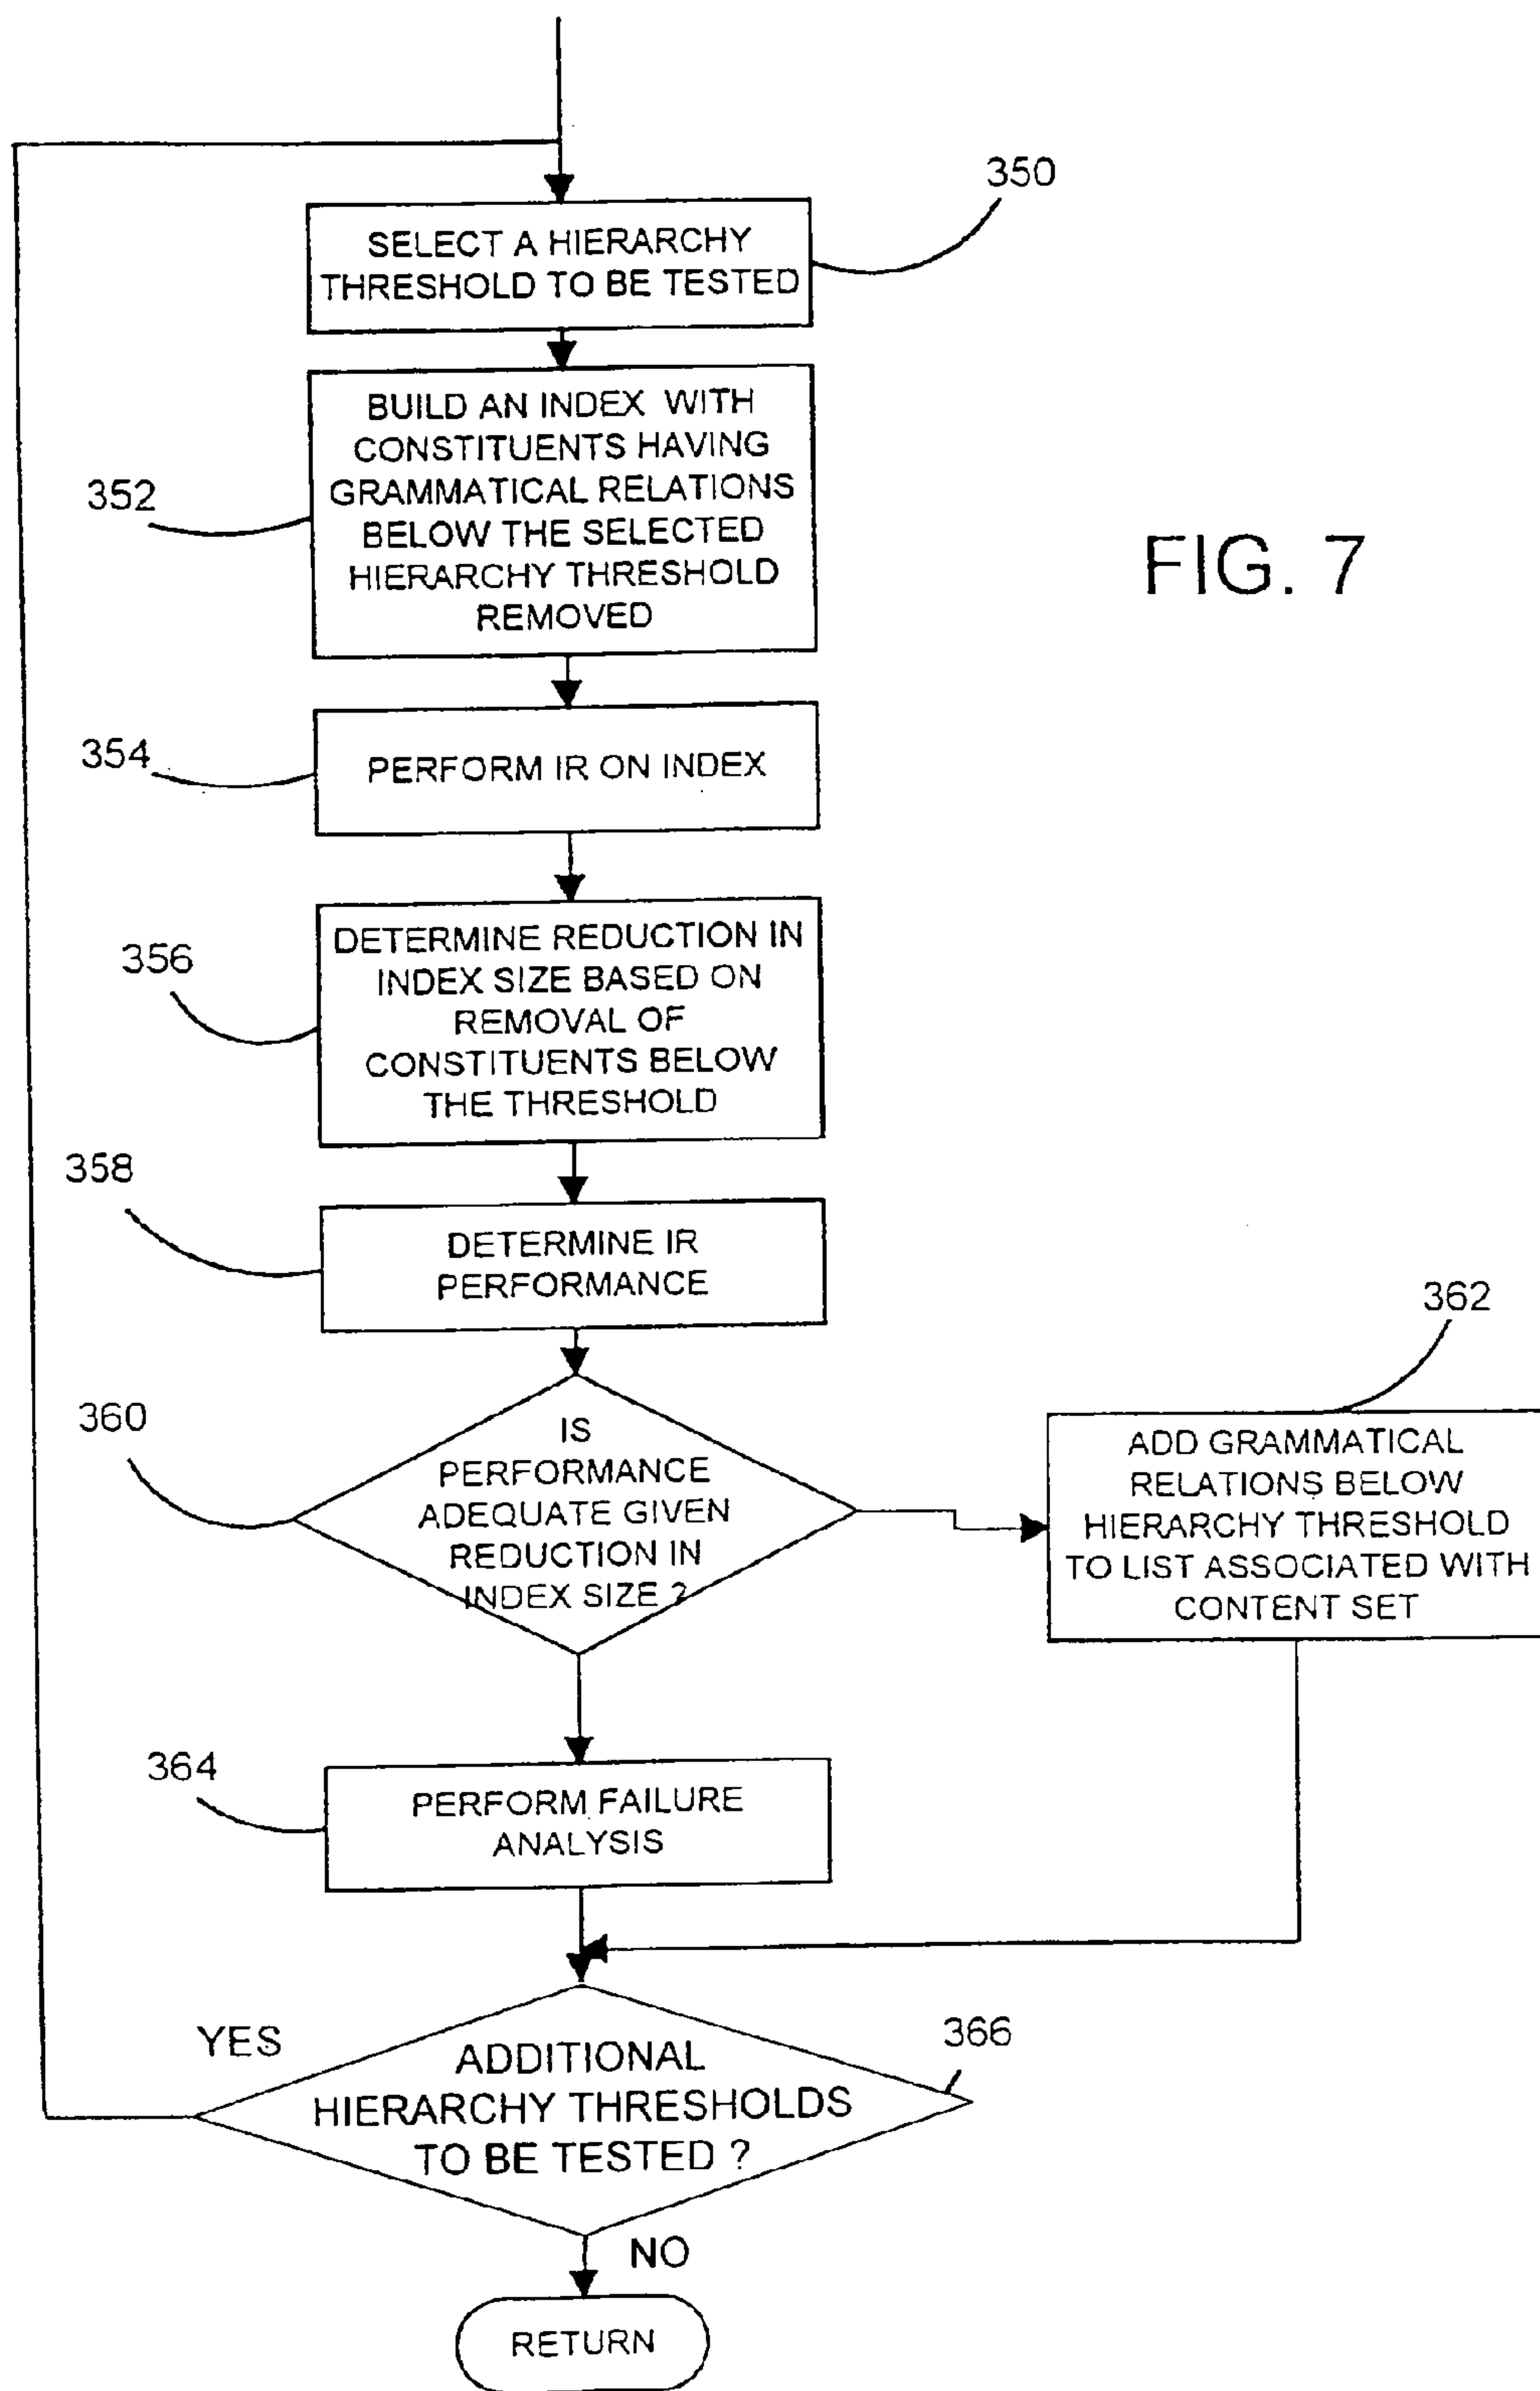 350
SELECT A HIERARCHY
THRESHOLD TO BE TESTED
352
BUILD AN INDEX WITH
CONSTITUENTS HAVING
GRAMMATICAL RELATIONS
BELOW THE SELECTED
HIERARCHY THRESHOLD
REMOVED
FIG. 7
354
PERFORM IR ON INDEX
356
DETERMINE REDUCTION IN
INDEX SIZE BASED ON
REMOVAL OF
CONSTITUENTS BELOW
THE THRESHOLD
358
DETERMINE IR
PERFORMANCE
360
IS
PERFORMANCE
ADEQUATE GIVEN
REDUCTION IN
INDEX SIZE ?
362
ADD GRAMMATICAL
RELATIONS BELOW
HIERARCHY THRESHOLD
TO LIST ASSOCIATED WITH
CONTENT SET
364
PERFORM FAILURE
ANALYSIS
YES
366
ADDITIONAL
HIERARCHY THRESHOLDS
TO BE TESTED ?
NO
RETURN